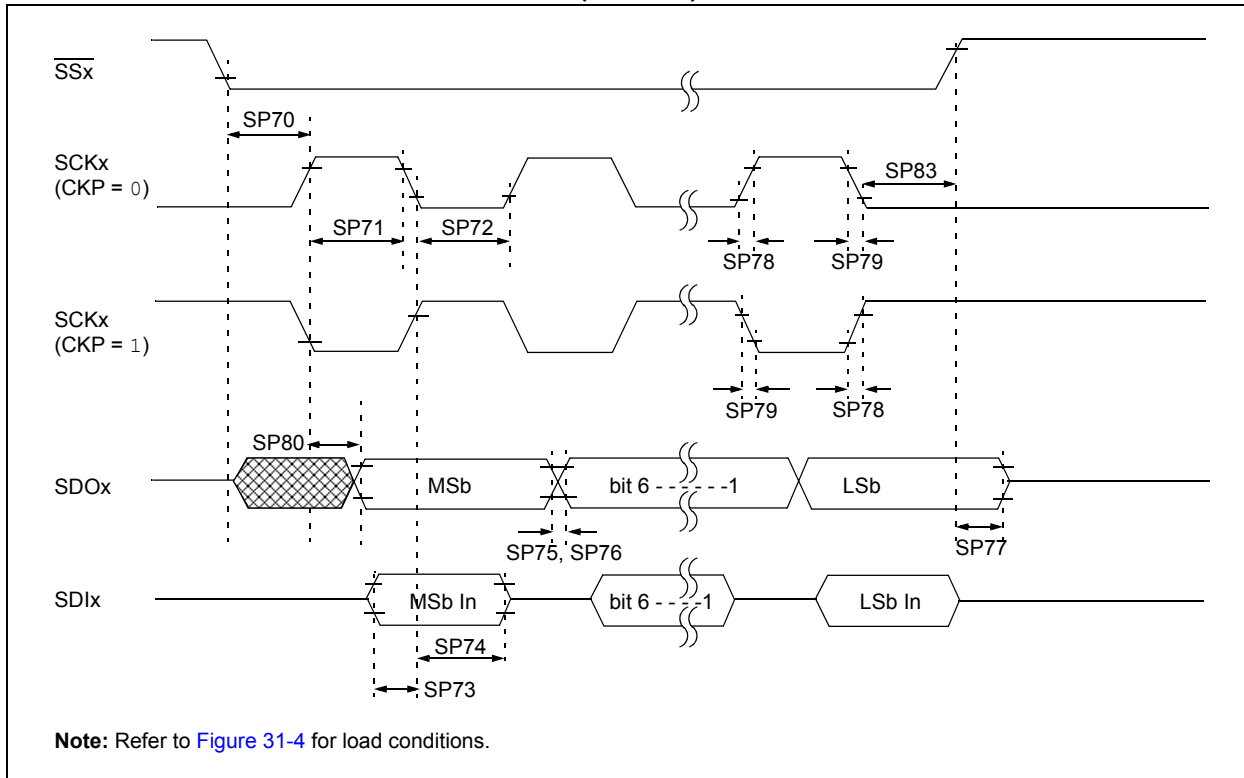 SSx
SP70
SCKx
(CKP = 0)
SP83
SP71
SP72
SP78
SP79
SCKx
(CKP = 1)
SP79
SP78
SP80
SDOx
MSb
bit 6 - - - - - -1
LSb
SP75, SP76
SP77
SDIx
MSb In
bit 6 - - - -1
LSb In
SP74
SP73
Note: Refer to Figure 31-4 for load conditions.